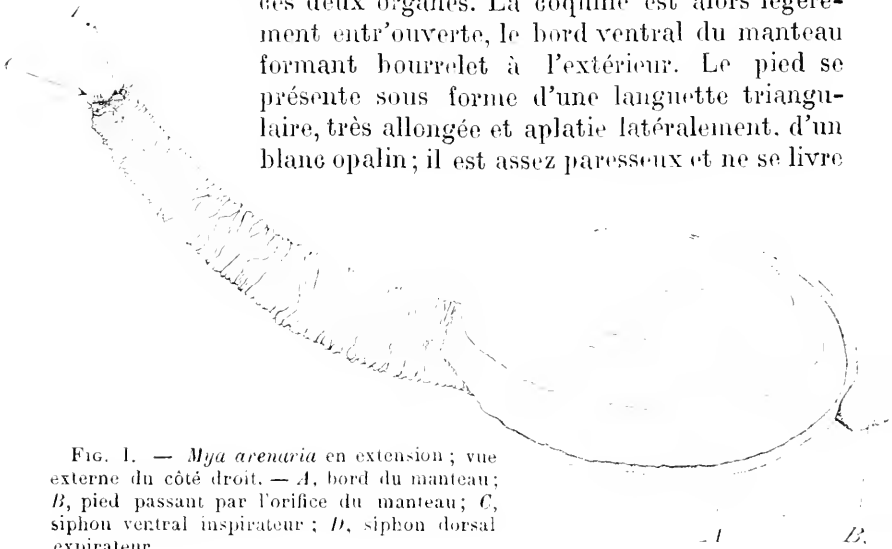 ces deux organes. La coquille est alors légère-
ment entr'ouverte, le bord ventral du manteau
formant bourrelet à l'extérieur. Le pied se
présente sous forme d'une languette triangu-
laire, très allongée et aplatie latéralement, d'un
blanc opalin; il est assez paresseux et ne se livre
FIG. 1. — Mya arenaria en extension; vue
externe du côté droit. — A, bord du manteau;
B, pied passant par l'orifice du manteau; C,
siphon ventral inspirateur; D, siphon dorsal
expirateur
A
B.